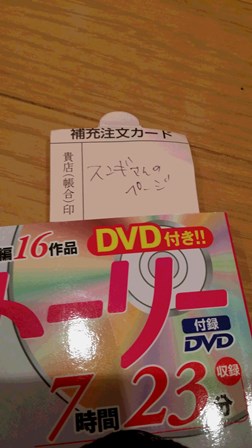 補充注文カード
貴店(帳合)印
スンギさんの
ページ
編16作品
DVD付き!!
トーリー
付録
DVD
7時間23分
収録